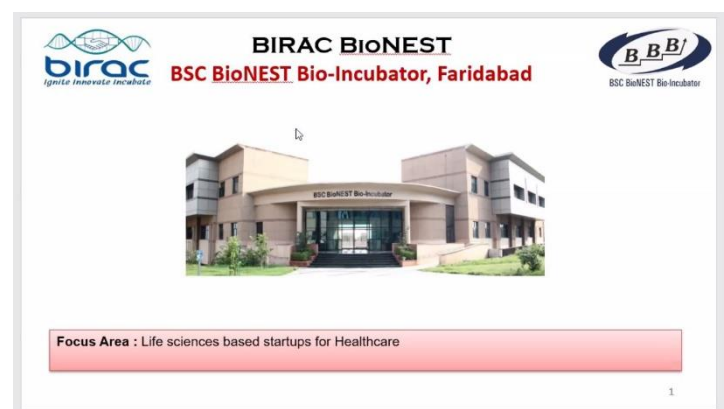 BIRAC BIONEST
BSC BioNEST Bio-Incubator, Faridabad
birac
Ignite Innovate Incubate
B B B
BSC BioNEST Bio-Incubator
BSC BioNEST Bio-Incubator
Focus Area : Life sciences based startups for Healthcare
1